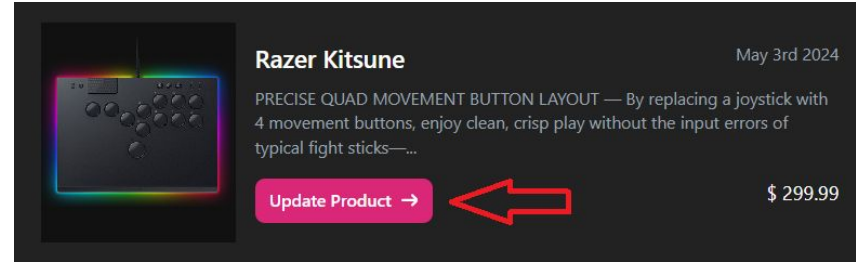 Razer Kitsune
May 3rd 2024
PRECISE QUAD MOVEMENT BUTTON LAYOUT — By replacing a joystick with
4 movement buttons, enjoy clean, crisp play without the input errors of
typical fight sticks—...
Update Product →
$ 299.99